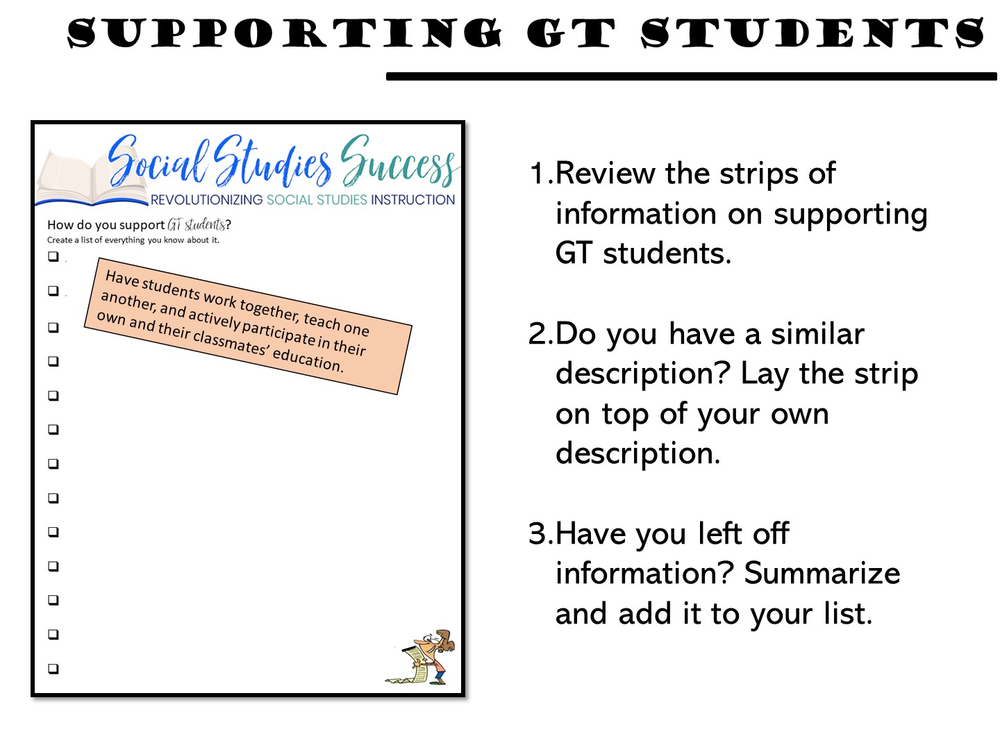 SUPPORTING GT STUDENTS
Social Studies Success
REVOLUTIONIZING SOCIAL STUDIES INSTRUCTION
How do you support GT students?
Create a list of everything you know about it.
Have students work together, teach one
another, and actively participate in their
own and their classmates’ education.
1.Review the strips of
information on supporting
GT students.
2.Do you have a similar
description? Lay the strip
on top of your own
description.
3.Have you left off
information? Summarize
and add it to your list.